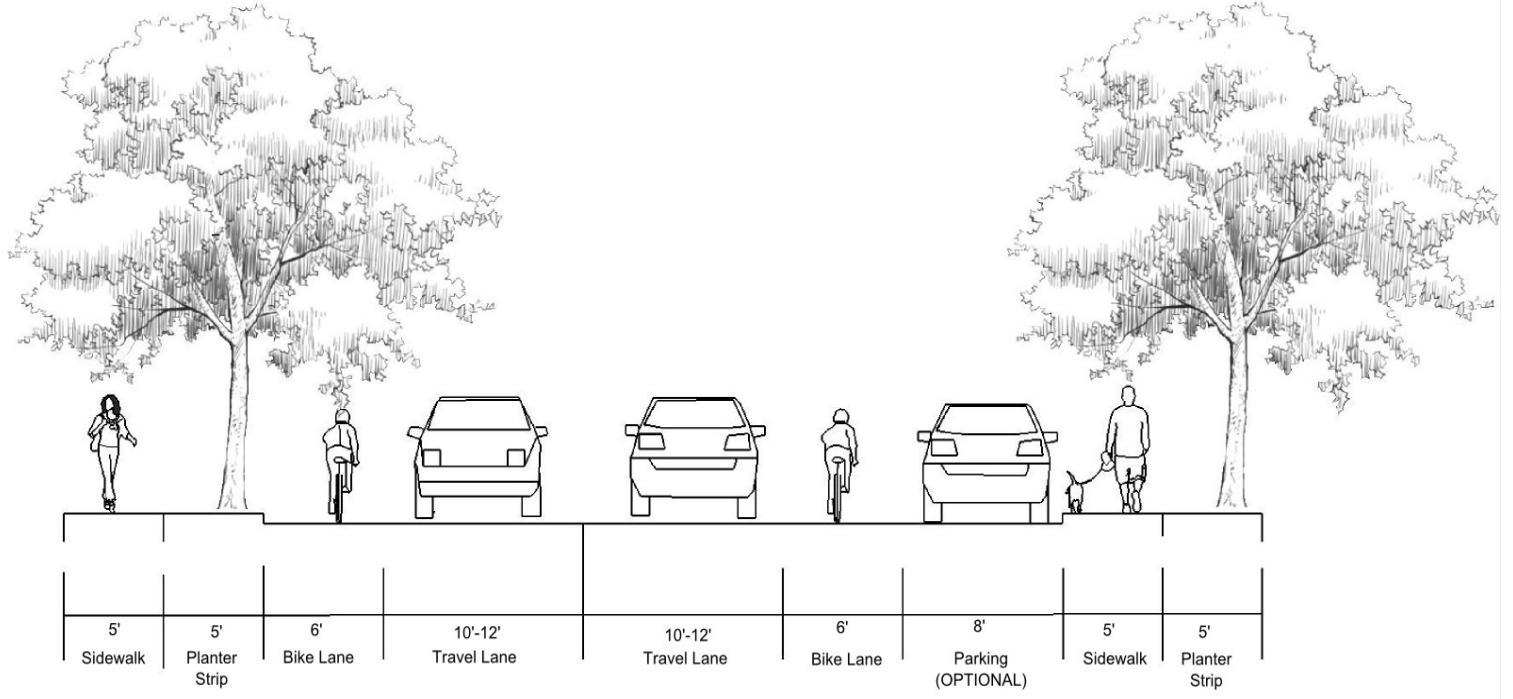 5'
Sidewalk
5'
Planter
Strip
6'
Bike Lane
10'-12'
Travel Lane
10'-12'
Travel Lane
6'
Bike Lane
8'
Parking
(OPTIONAL)
5'
Sidewalk
5'
Planter
Strip